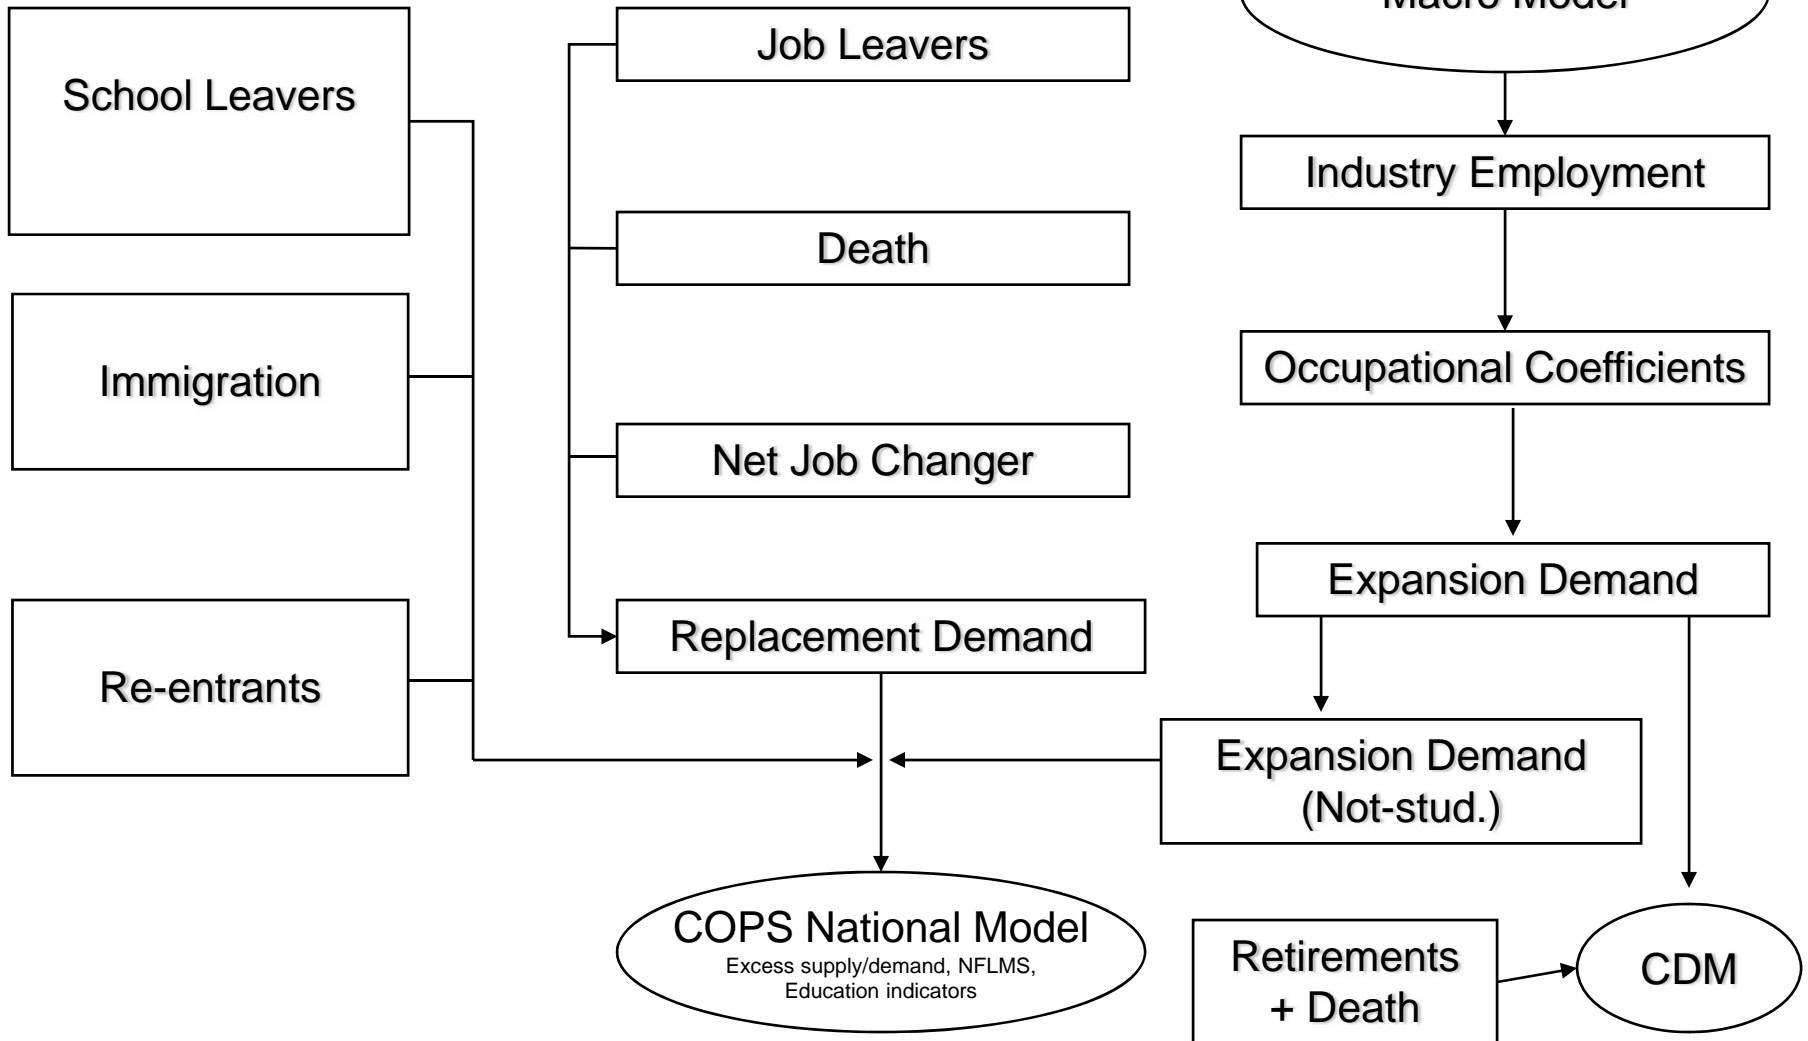 Macro Model
School Leavers
Job Leavers
Industry Employment
Death
Immigration
Occupational Coefficients
Net Job Changer
Expansion Demand
Re-entrants
Replacement Demand
Expansion Demand
(Not-stud.)
COPS National Model
Excess supply/demand, NFLMS,
Education indicators
Retirements
+ Death
CDM